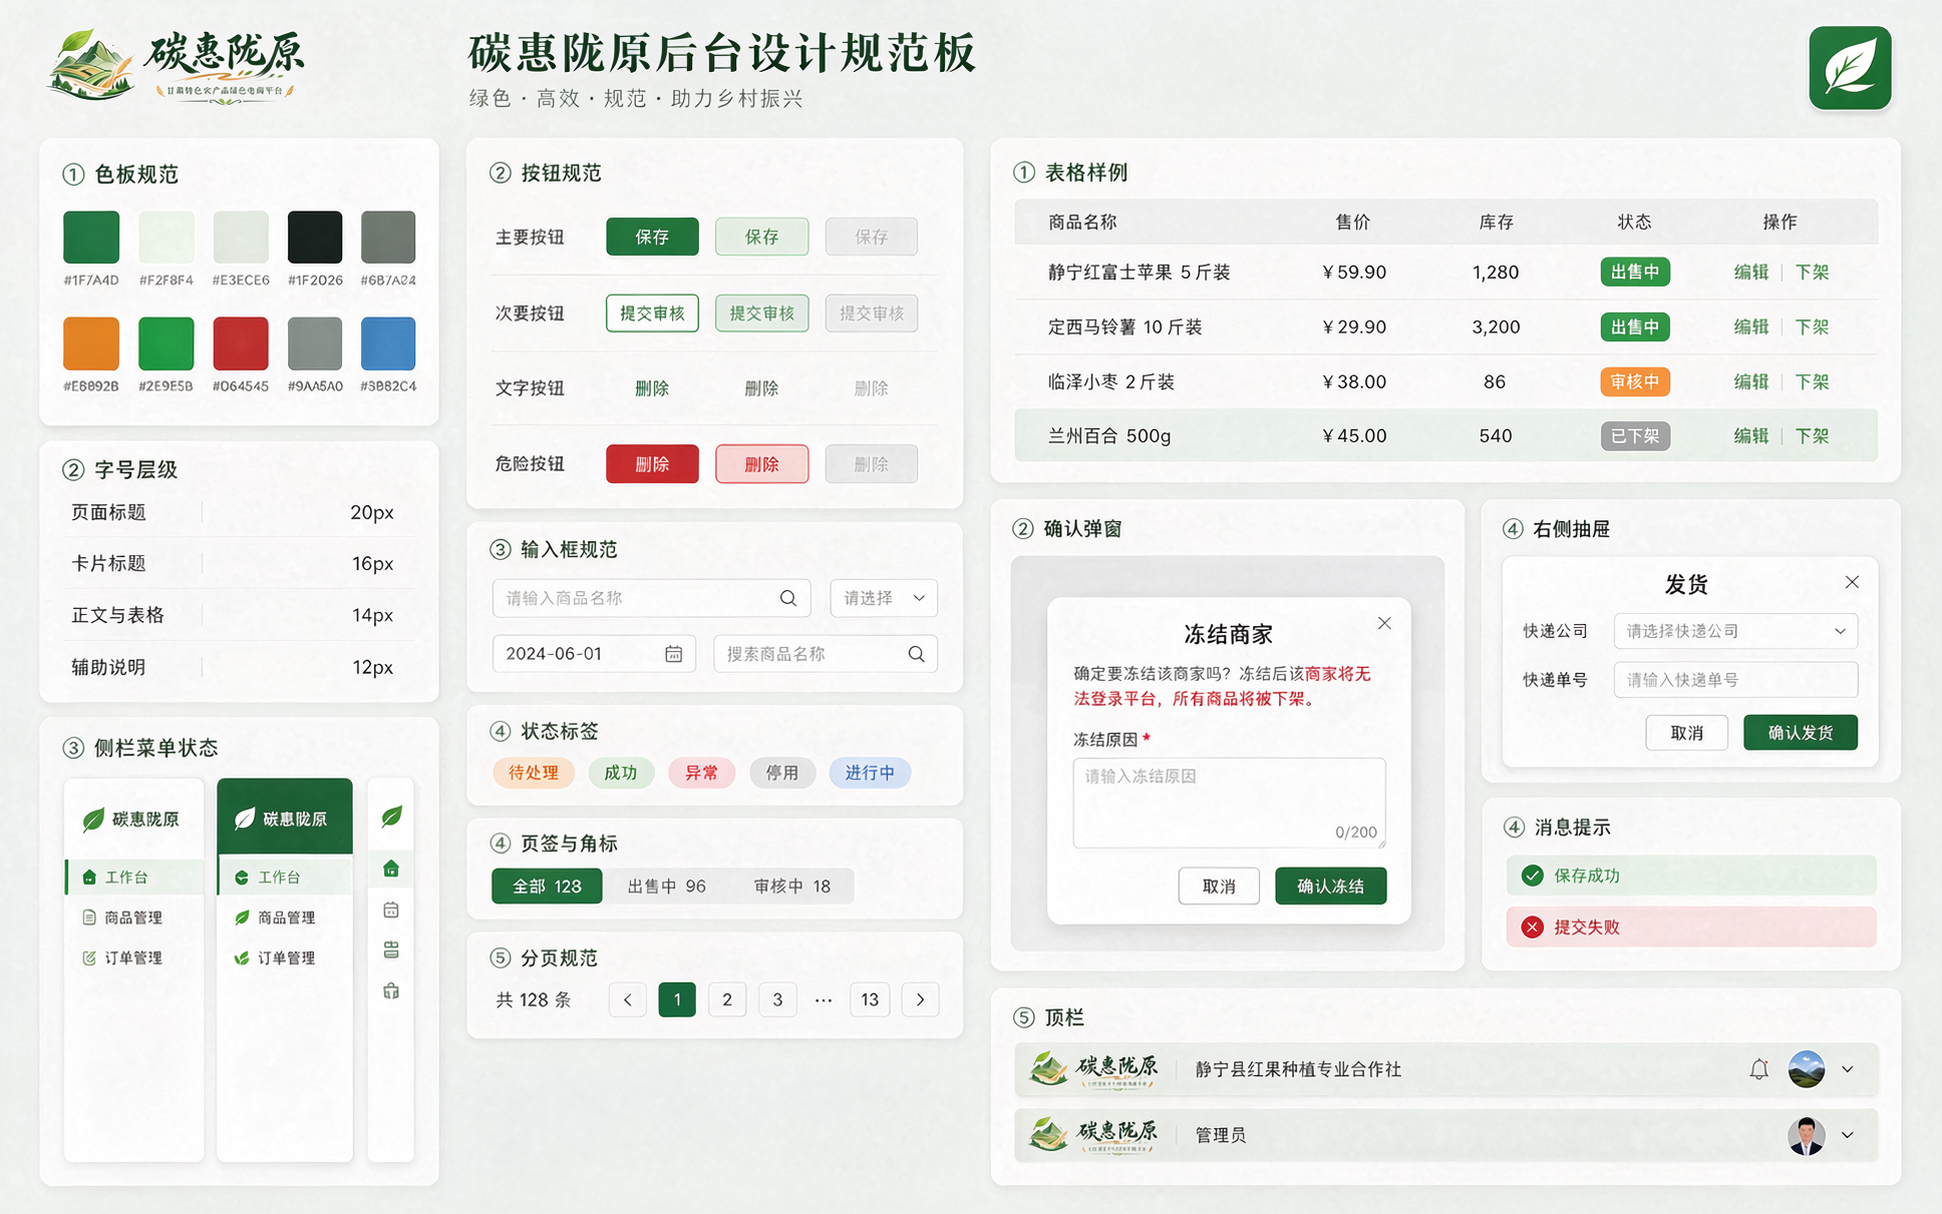 碳惠陇原
甘肃特色农产品绿色电商平台
碳惠陇原后台设计规范板
绿色 · 高效 · 规范 · 助力乡村振兴
① 色板规范
#1F7A4D #F2F8F4 #E3ECE6 #1F2D26
#2E9E5B #064545 #9AA5A0
② 字号层级
页面标题 20px
卡片标题 16px
正文与表格 14px
辅助说明 12px
③ 侧栏菜单状态
碳惠陇原
工作台
商品管理
订单管理
碳惠陇原
工作台
商品管理
订单管理
② 按钮规范
主要按钮 保存 保存 保存
次要按钮 提交审核 提交审核 提交审核
文字按钮 删除 删除 删除
危险按钮 删除 删除 删除
③ 输入框规范
请输入商品名称 请选择
2024-06-01 搜索商品名称
④ 状态标签
待处理 成功 异常 停用 进行中
④ 页签与角标
全部 128 出售中 96 审核中 18
⑤ 分页规范
共 128 条 < 1 2 3 ··· 13 >
① 表格样例
商品名称 售价 库存 状态 操作
静宁红富士苹果 5 斤装 ¥59.90 1,280 出售中 编辑 | 下架
定西马铃薯 10 斤装 ¥29.90 3,200 出售中 编辑 | 下架
临泽小枣 2 斤装 ¥38.00 86 审核中 编辑 | 下架
兰州百合 500g ¥45.00 540 已下架 编辑 | 下架
② 确认弹窗
冻结商家
确定要冻结该商家吗？冻结后该商家将无
法登录平台，所有商品将被下架。
冻结原因 *
请输入冻结原因
0/200
取消 确认冻结
④ 右侧抽屉
发货
快递公司 请选择快递公司
快递单号 请输入快递单号
取消 确认发货
④ 消息提示
保存成功
提交失败
⑤ 顶栏
碳惠陇原 静宁县红果种植专业合作社
碳惠陇原 管理员